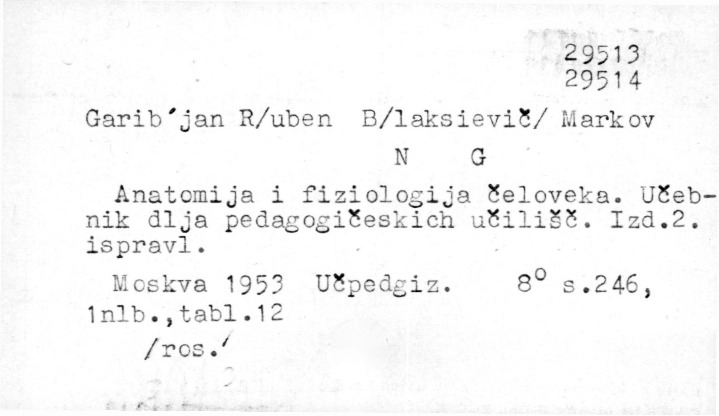 29513
29514
Garib'jan R/uben B/laksievič/ Markov
N G
Anatomija i fiziologija čeloveka. Učeb-
nik dlja pedagogičeskich učilišč. Izd.2.
ispravl.
Moskva 1953 Učpedgiz. 8° s.246,
1nlb.,tabl.12
/ros./